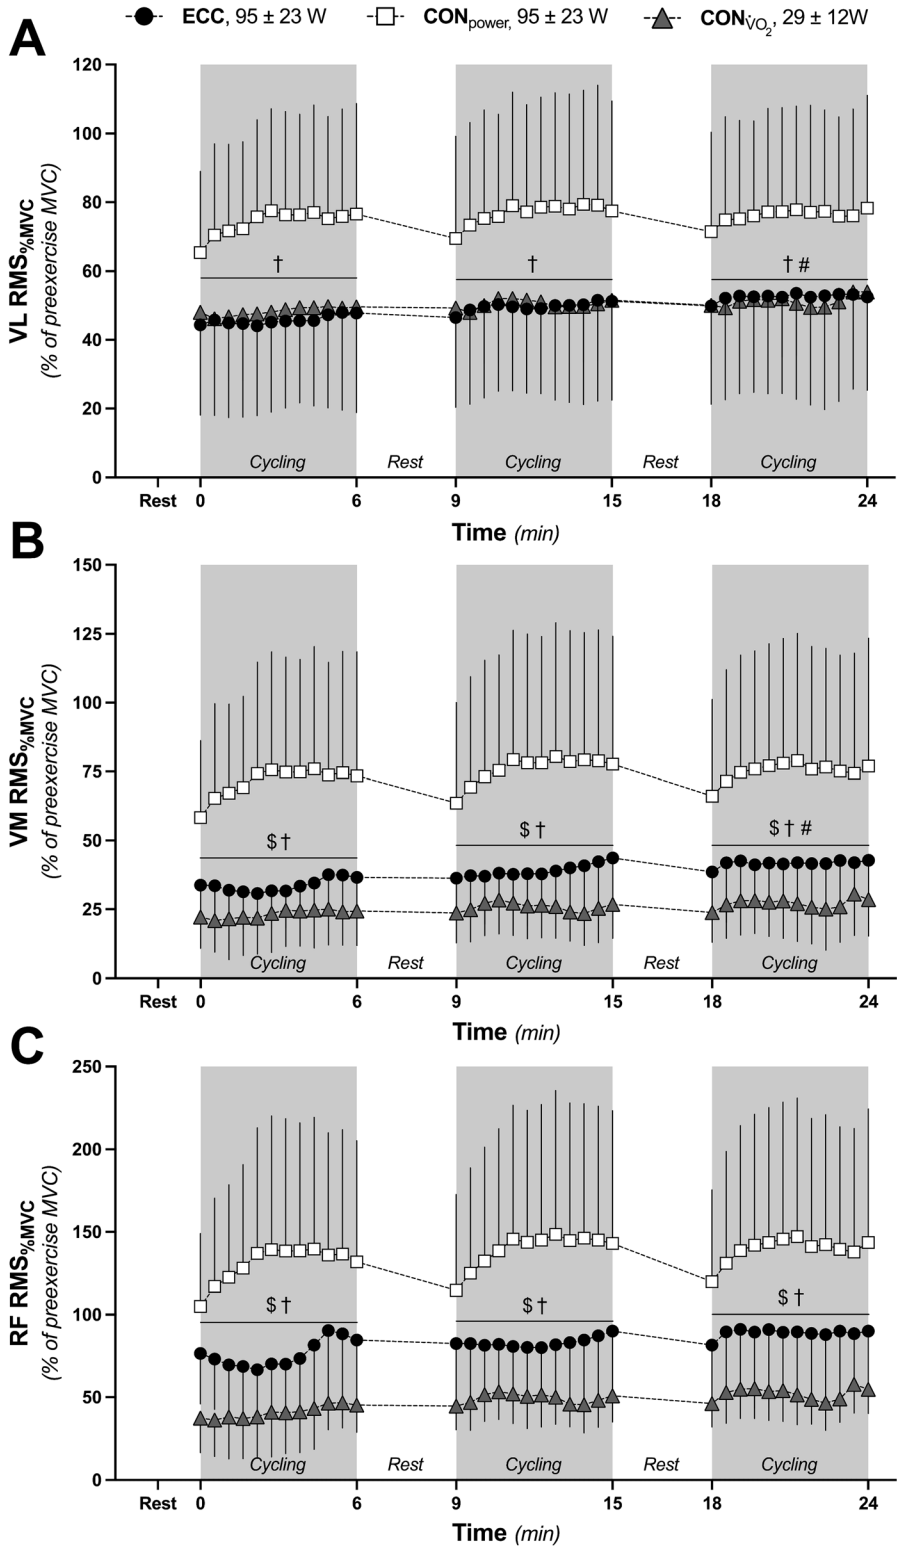 A
ECC, 95 ± 23 W
CONpower, 95 ± 23 W
CONV̇O2, 29 ± 12W
VL RMS%MVC
(% of preexercise MVC)
120
100
80
60
40
20
0
†
†
† #
Cycling
Rest
Cycling
Rest
Cycling
Rest
0
6
9
15
18
24
Time (min)
B
VM RMS%MVC
(% of preexercise MVC)
150
125
100
75
50
25
0
$ †
$ †
$ † #
Cycling
Rest
Cycling
Rest
Cycling
Rest
0
6
9
15
18
24
Time (min)
C
RF RMS%MVC
(% of preexercise MVC)
250
200
150
100
50
0
$ †
$ †
$ †
Cycling
Rest
Cycling
Rest
Cycling
Rest
0
6
9
15
18
24
Time (min)